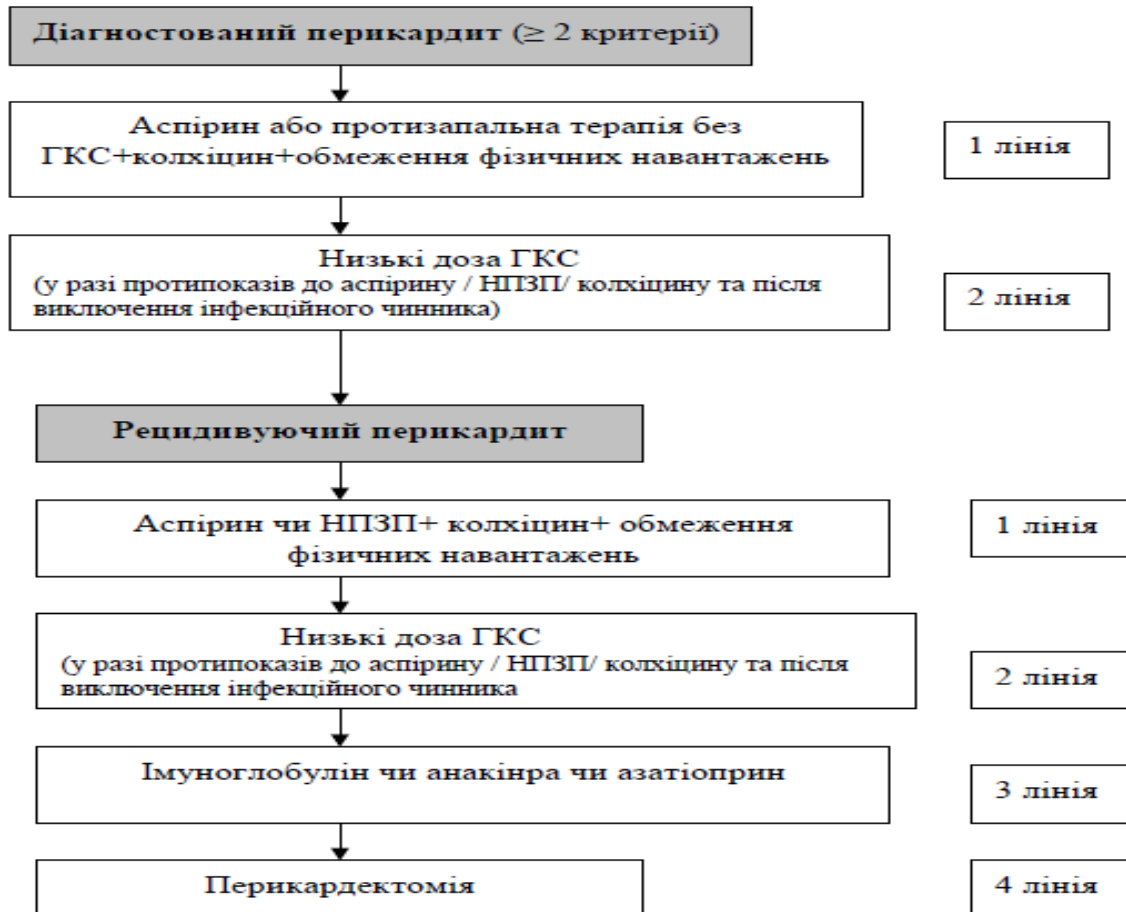 Діагностований перикардит (≥ 2 критерії)
Аспірин або протизапальна терапія без
ГКС+колхіцин+обмеження фізичних навантажень
1 лінія
Низькі доза ГКС
(у разі протипоказів до аспірину / НПЗП/ колхіцину та після
виключення інфекційного чинника)
2 лінія
Рецидивуючий перикардит
Аспірин чи НПЗП+ колхіцин+ обмеження
фізичних навантажень
1 лінія
Низькі доза ГКС
(у разі протипоказів до аспірину / НПЗП/ колхіцину та після
виключення інфекційного чинника
2 лінія
Імуноглобулін чи анакінра чи азатіоприн
3 лінія
Перикардектомія
4 лінія